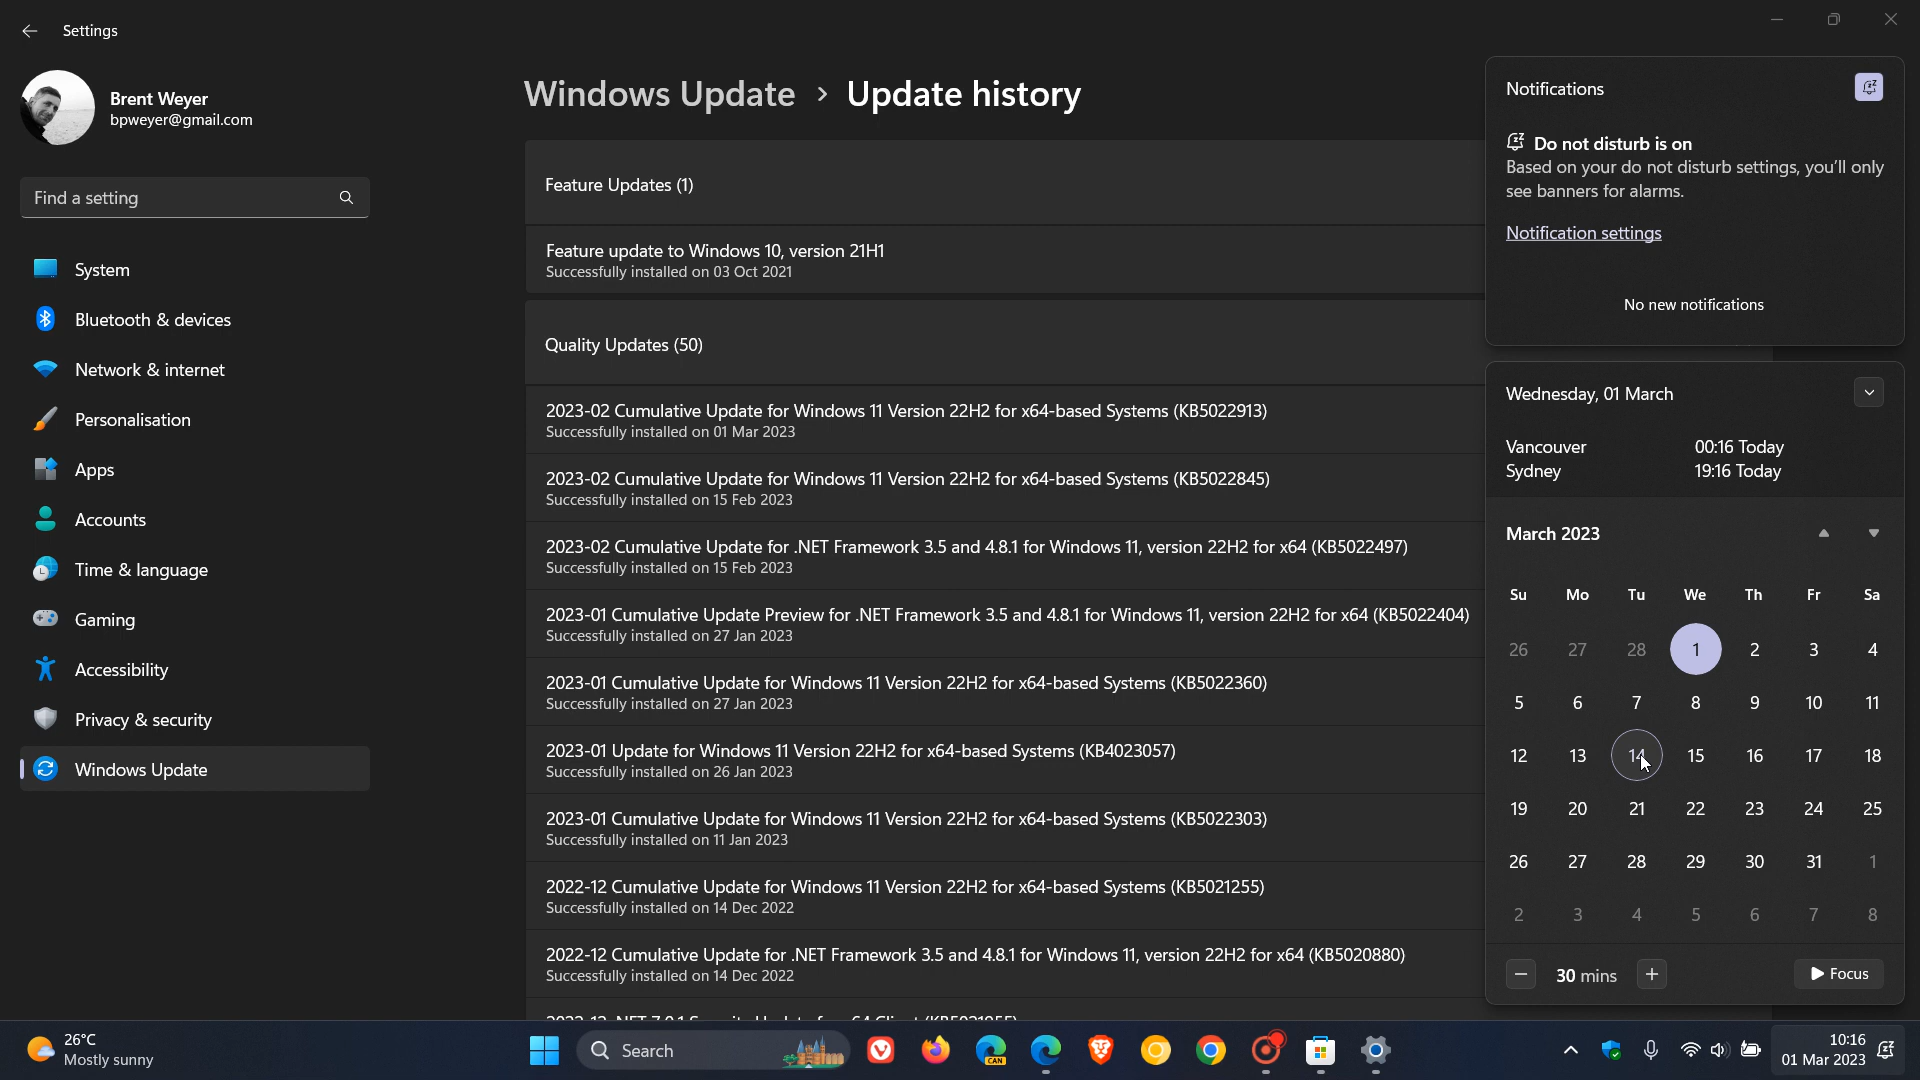 Settings
Brent Weyer
bpweyer@gmail.com
Find a setting
System
Bluetooth & devices
Network & internet
Personalisation
Apps
Accounts
Time & language
Gaming
Accessibility
Privacy & security
Windows Update
Windows Update > Update history
Feature Updates (1)
Feature update to Windows 10, version 21H1
Successfully installed on 03 Oct 2021
Quality Updates (50)
2023-02 Cumulative Update for Windows 11 Version 22H2 for x64-based Systems (KB5022913)
Successfully installed on 01 Mar 2023
2023-02 Cumulative Update for Windows 11 Version 22H2 for x64-based Systems (KB5022845)
Successfully installed on 15 Feb 2023
2023-02 Cumulative Update for .NET Framework 3.5 and 4.8.1 for Windows 11, version 22H2 for x64 (KB5022497)
Successfully installed on 15 Feb 2023
2023-01 Cumulative Update Preview for .NET Framework 3.5 and 4.8.1 for Windows 11, version 22H2 for x64 (KB5022404)
Successfully installed on 27 Jan 2023
2023-01 Cumulative Update for Windows 11 Version 22H2 for x64-based Systems (KB5022360)
Successfully installed on 27 Jan 2023
2023-01 Update for Windows 11 Version 22H2 for x64-based Systems (KB4023057)
Successfully installed on 26 Jan 2023
2023-01 Cumulative Update for Windows 11 Version 22H2 for x64-based Systems (KB5022303)
Successfully installed on 11 Jan 2023
2022-12 Cumulative Update for Windows 11 Version 22H2 for x64-based Systems (KB5021255)
Successfully installed on 14 Dec 2022
2022-12 Cumulative Update for .NET Framework 3.5 and 4.8.1 for Windows 11, version 22H2 for x64 (KB5020880)
Successfully installed on 14 Dec 2022
Notifications
Do not disturb is on
Based on your do not disturb settings, you'll only
see banners for alarms.
Notification settings
No new notifications
Wednesday, 01 March
Vancouver 00:16 Today
Sydney 19:16 Today
March 2023
Su Mo Tu We Th Fr Sa
26 27 28 1 2 3 4
5 6 7 8 9 10 11
12 13 14 15 16 17 18
19 20 21 22 23 24 25
26 27 28 29 30 31 1
2 3 4 5 6 7 8
30 mins
Focus
26°C
Mostly sunny
Search
CAN
10:16
01 Mar 2023